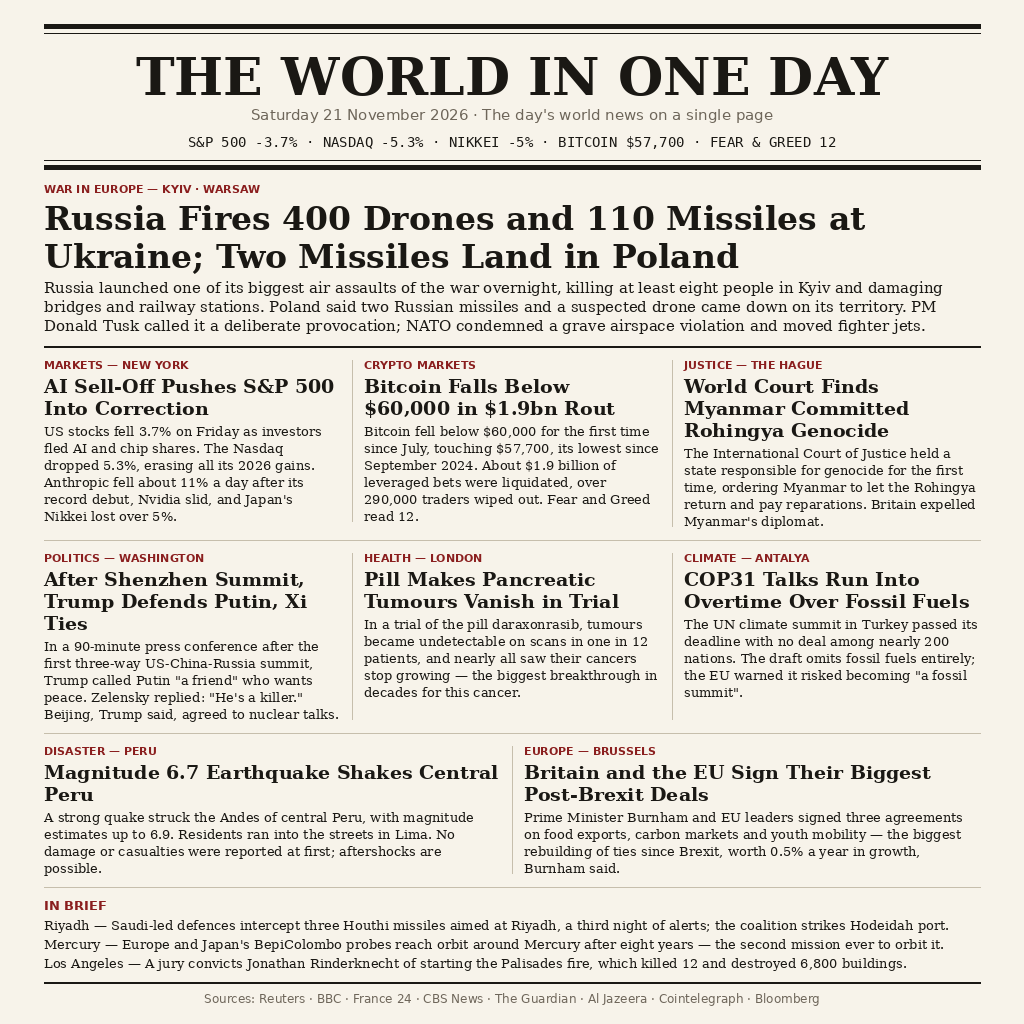 THE WORLD IN ONE DAY
Saturday 21 November 2026 · The day's world news on a single page
S&P 500 -3.7% · NASDAQ -5.3% · NIKKEI -5% · BITCOIN $57,700 · FEAR & GREED 12
WAR IN EUROPE — KYIV · WARSAW
Russia Fires 400 Drones and 110 Missiles at
Ukraine; Two Missiles Land in Poland
Russia launched one of its biggest air assaults of the war overnight, killing at least eight people in Kyiv and damaging
bridges and railway stations. Poland said two Russian missiles and a suspected drone came down on its territory. PM
Donald Tusk called it a deliberate provocation; NATO condemned a grave airspace violation and moved fighter jets.
MARKETS — NEW YORK
AI Sell-Off Pushes S&P 500
Into Correction
US stocks fell 3.7% on Friday as investors
fled AI and chip shares. The Nasdaq
dropped 5.3%, erasing all its 2026 gains.
Anthropic fell about 11% a day after its
record debut, Nvidia slid, and Japan's
Nikkei lost over 5%.
CRYPTO MARKETS
Bitcoin Falls Below
$60,000 in $1.9bn Rout
Bitcoin fell below $60,000 for the first time
since July, touching $57,700, its lowest since
September 2024. About $1.9 billion of
leveraged bets were liquidated, over
290,000 traders wiped out. Fear and Greed
read 12.
JUSTICE — THE HAGUE
World Court Finds
Myanmar Committed
Rohingya Genocide
The International Court of Justice held a
state responsible for genocide for the first
time, ordering Myanmar to let the Rohingya
return and pay reparations. Britain expelled
Myanmar's diplomat.
POLITICS — WASHINGTON
After Shenzhen Summit,
Trump Defends Putin, Xi
Ties
In a 90-minute press conference after the
first three-way US-China-Russia summit,
Trump called Putin "a friend" who wants
peace. Zelensky replied: "He's a killer."
Beijing, Trump said, agreed to nuclear talks.
HEALTH — LONDON
Pill Makes Pancreatic
Tumours Vanish in Trial
In a trial of the pill daraxonrasib, tumours
became undetectable on scans in one in 12
patients, and nearly all saw their cancers
stop growing — the biggest breakthrough in
decades for this cancer.
CLIMATE — ANTALYA
COP31 Talks Run Into
Overtime Over Fossil Fuels
The UN climate summit in Turkey passed its
deadline with no deal among nearly 200
nations. The draft omits fossil fuels entirely;
the EU warned it risked becoming "a fossil
summit".
DISASTER — PERU
Magnitude 6.7 Earthquake Shakes Central
Peru
A strong quake struck the Andes of central Peru, with magnitude
estimates up to 6.9. Residents ran into the streets in Lima. No
damage or casualties were reported at first; aftershocks are
possible.
EUROPE — BRUSSELS
Britain and the EU Sign Their Biggest
Post-Brexit Deals
Prime Minister Burnham and EU leaders signed three agreements
on food exports, carbon markets and youth mobility — the biggest
rebuilding of ties since Brexit, worth 0.5% a year in growth,
Burnham said.
IN BRIEF
Riyadh — Saudi-led defences intercept three Houthi missiles aimed at Riyadh, a third night of alerts; the coalition strikes Hodeidah port.
Mercury — Europe and Japan's BepiColombo probes reach orbit around Mercury after eight years — the second mission ever to orbit it.
Los Angeles — A jury convicts Jonathan Rinderknecht of starting the Palisades fire, which killed 12 and destroyed 6,800 buildings.
Sources: Reuters · BBC · France 24 · CBS News · The Guardian · Al Jazeera · Cointelegraph · Bloomberg